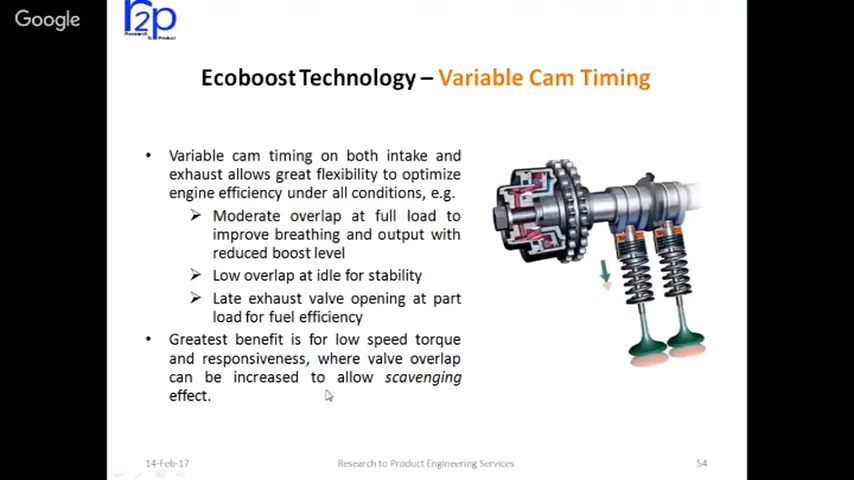 Google
r2p
Research
To Product
Ecoboost Technology – Variable Cam Timing
• Variable cam timing on both intake and
exhaust allows great flexibility to optimize
engine efficiency under all conditions, e.g.
➢ Moderate overlap at full load to
improve breathing and output with
reduced boost level
➢ Low overlap at idle for stability
➢ Late exhaust valve opening at part
load for fuel efficiency
• Greatest benefit is for low speed torque
and responsiveness, where valve overlap
can be increased to allow scavenging
effect.
14-Feb-17
Research to Product Engineering Services
54